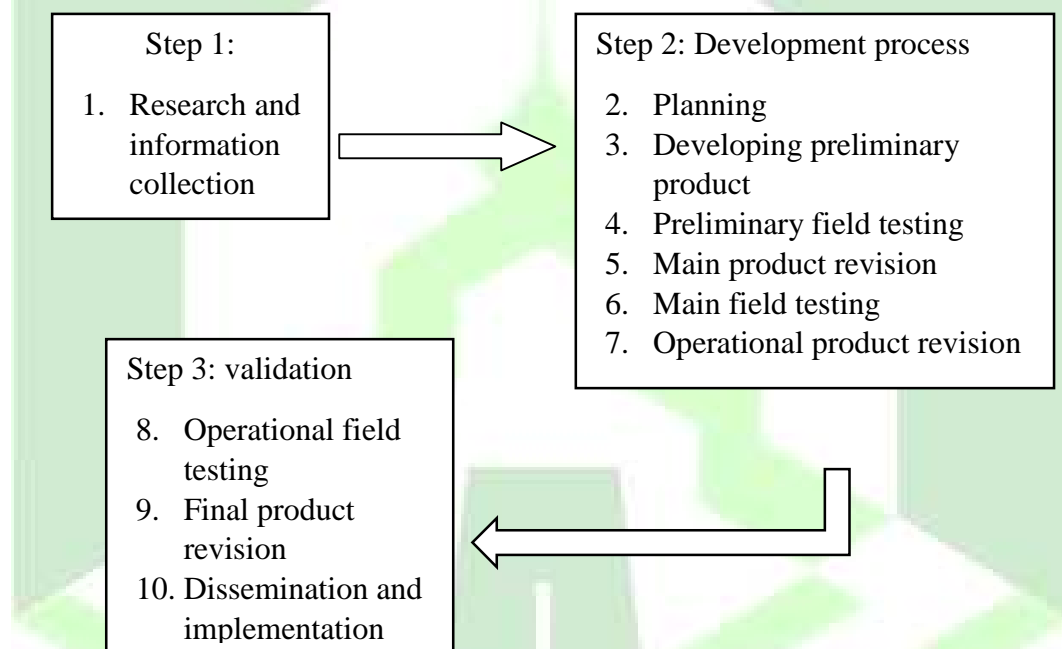 Step 1:
1. Research and
information
collection
Step 2: Development process
2. Planning
3. Developing preliminary
product
4. Preliminary field testing
5. Main product revision
6. Main field testing
7. Operational product revision
Step 3: validation
8. Operational field
testing
9. Final product
revision
10. Dissemination and
implementation